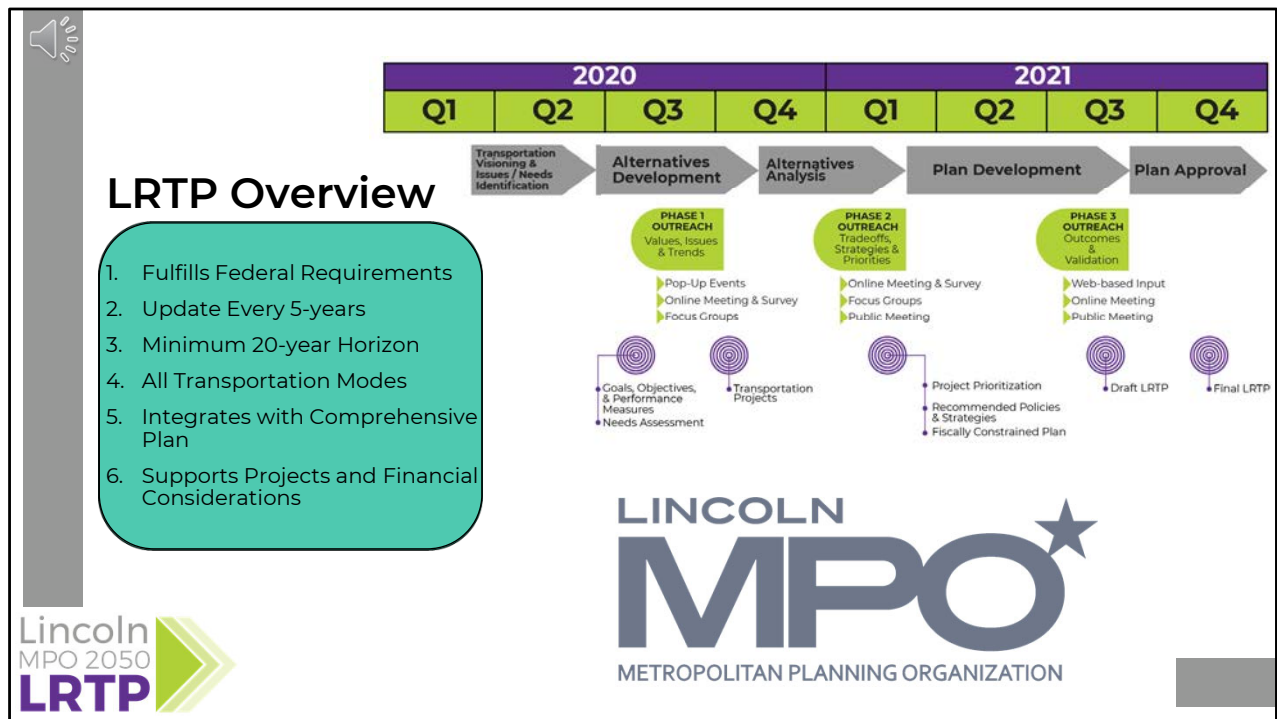 2020
2021
Q1
Q2
Q3
Q4
Q1
Q2
Q3
Q4
Transportation
Visioning &
Issues / Needs
Identification
Alternatives
Development
Alternatives
Analysis
Plan Development
Plan Approval
LRTP Overview
1. Fulfills Federal Requirements
2. Update Every 5-years
3. Minimum 20-year Horizon
4. All Transportation Modes
5. Integrates with Comprehensive
Plan
6. Supports Projects and Financial
Considerations
PHASE 1
OUTREACH
Values, Issues
& Trends
Pop-Up Events
Online Meeting & Survey
Focus Groups
PHASE 2
OUTREACH
Tradeoffs,
Strategies &
Priorities
Online Meeting & Survey
Focus Groups
Public Meeting
PHASE 3
OUTREACH
Outcomes
&
Validation
Web-based Input
Online Meeting
Public Meeting
Goals, Objectives,
& Performance
Measures
Needs Assessment
Transportation
Projects
Project Prioritization
Recommended Policies
& Strategies
Fiscally Constrained Plan
Draft LRTP
Final LRTP
LINCOLN
MPO
METROPOLITAN PLANNING ORGANIZATION
Lincoln
MPO 2050
LRTP